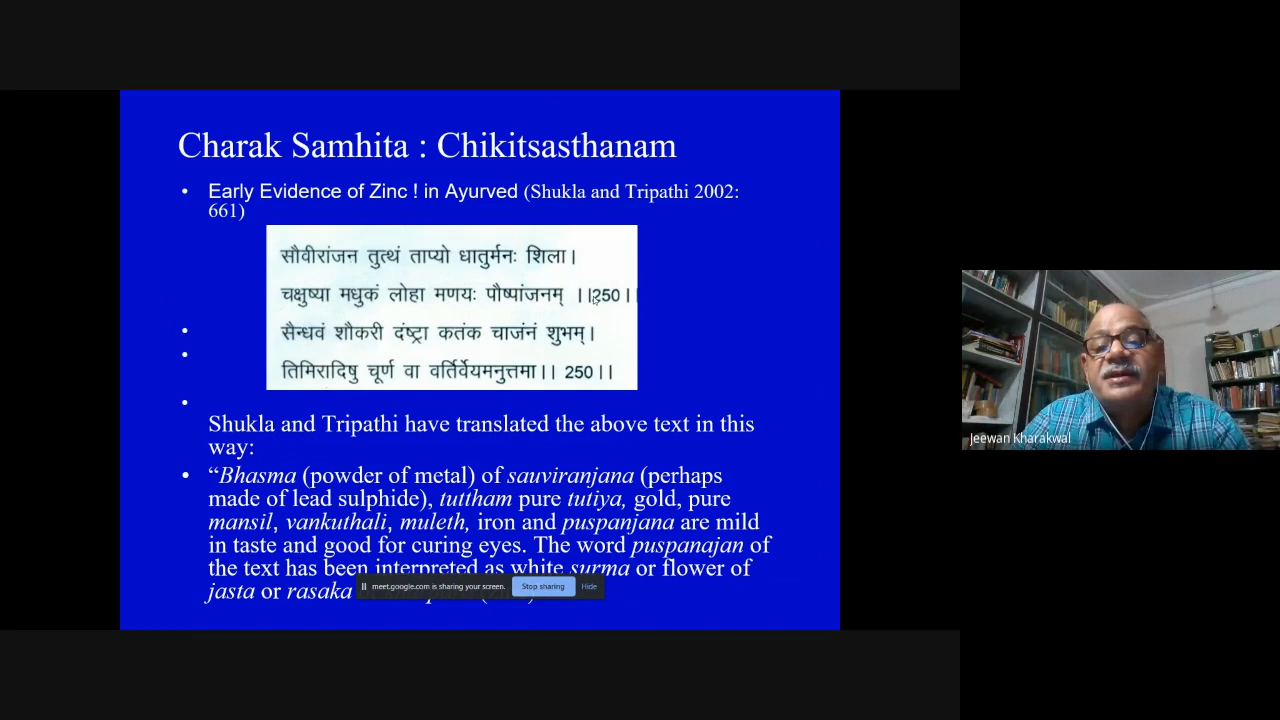 Charak Samhita : Chikitsasthanam
• Early Evidence of Zinc ! in Ayurved (Shukla and Tripathi 2002:
661)
सौवीरांजन तुत्थं ताप्यो धातुर्मनः शिला।
चक्षुष्या मधुकं लोहा मणयः पौष्पांजनम् ।।250।।
सैन्धवं शौकरी दंष्ट्रा कतंक चाजंनं शुभम्।
तिमिरादिषु चूर्ण वा वर्तिर्वेयमनुत्तमा।। 250।।
Shukla and Tripathi have translated the above text in this
way:
• “Bhasma (powder of metal) of sauviranjana (perhaps
made of lead sulphide), tuttham pure tutiya, gold, pure
mansil, vankuthali, muleth, iron and puspanjana are mild
in taste and good for curing eyes. The word puspanajan of
the text has been interpreted as white surma or flower of
jasta or rasaka
meet.google.com is sharing your screen. Stop sharing Hide
Jeewan Kharakwal